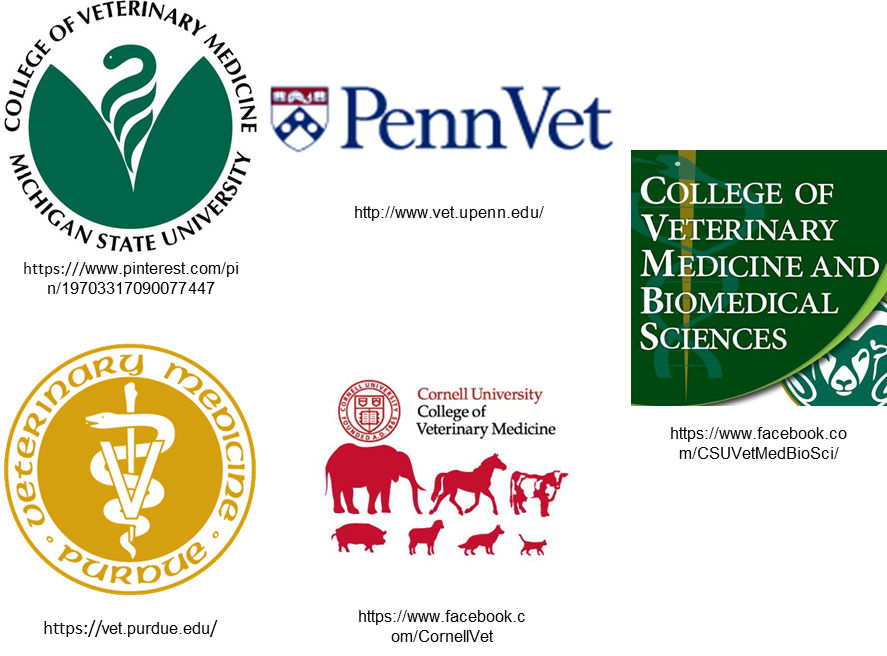 COLLEGE OF VETERINARY MEDICINE
MICHIGAN STATE UNIVERSITY
https:///www.pinterest.com/pi
n/19703317090077447
PennVet
http://www.vet.upenn.edu/
COLLEGE OF
VETERINARY
MEDICINE AND
BIOMEDICAL
SCIENCES
https://www.facebook.co
m/CSUVetMedBioSci/
VETERINARY MEDICINE
V
PURDUE
https://vet.purdue.edu/
CORNELL UNIVERSITY
FOUNDED A.D. 1865
Cornell University
College of
Veterinary Medicine
https://www.facebook.c
om/CornellVet